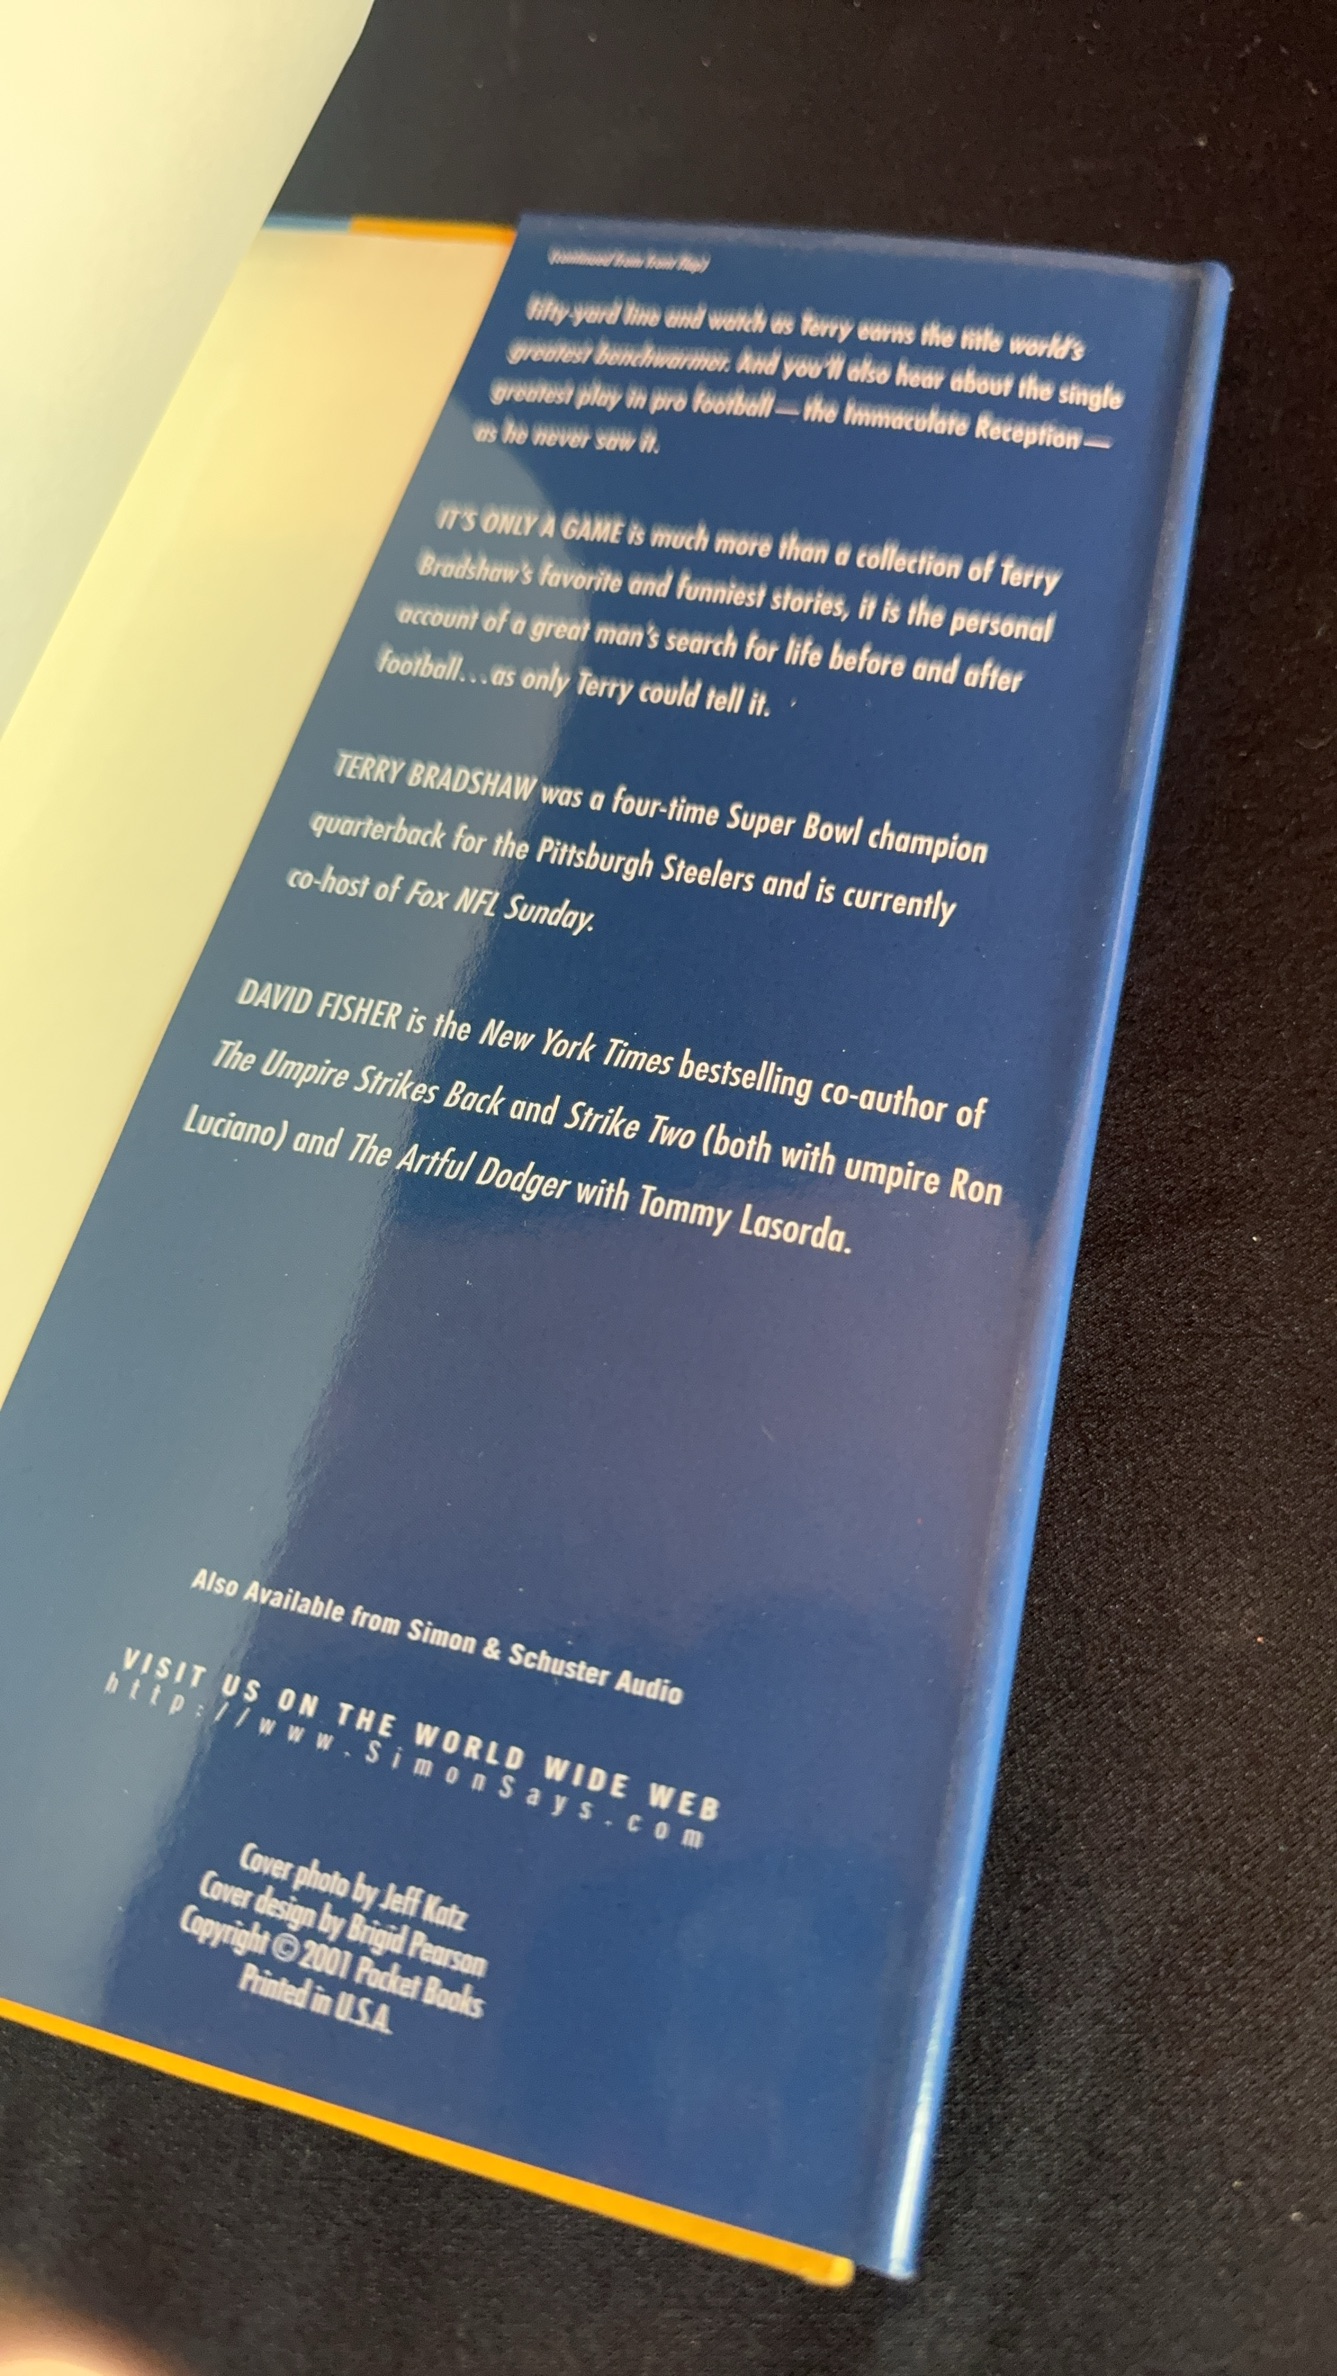 (continued from front flap)
fifty-yard line and watch as Terry earns the title world's
greatest benchwarmer. And you'll also hear about the single
greatest play in pro football—the Immaculate Reception—
as he never saw it.
IT'S ONLY A GAME is much more than a collection of Terry
Bradshaw's favorite and funniest stories, it is the personal
account of a great man's search for life before and after
football...as only Terry could tell it.
TERRY BRADSHAW was a four-time Super Bowl champion
quarterback for the Pittsburgh Steelers and is currently
co-host of Fox NFL Sunday.
DAVID FISHER is the New York Times bestselling co-author of
The Umpire Strikes Back and Strike Two (both with umpire Ron
Luciano) and The Artful Dodger with Tommy Lasorda.
Also Available from Simon & Schuster Audio
VISIT US ON THE WORLD WIDE WEB
http://www.SimonSays.com
Cover photo by Jeff Katz
Cover design by Brigid Pearson
Copyright © 2001 Pocket Books
Printed in U.S.A.